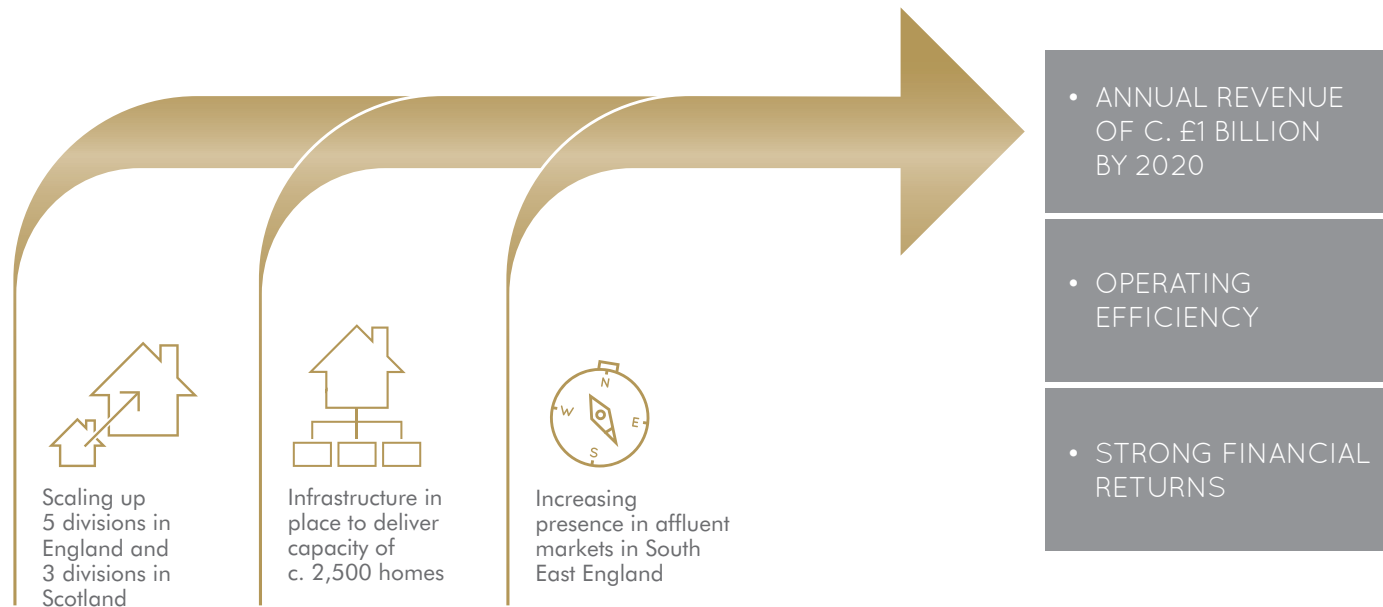 • ANNUAL REVENUE
OF C. £1 BILLION
BY 2020
• OPERATING
EFFICIENCY
• STRONG FINANCIAL
RETURNS
N
W
E
S
Scaling up
5 divisions in
England and
3 divisions in
Scotland
Infrastructure in
place to deliver
capacity of
c. 2,500 homes
Increasing
presence in affluent
markets in South
East England